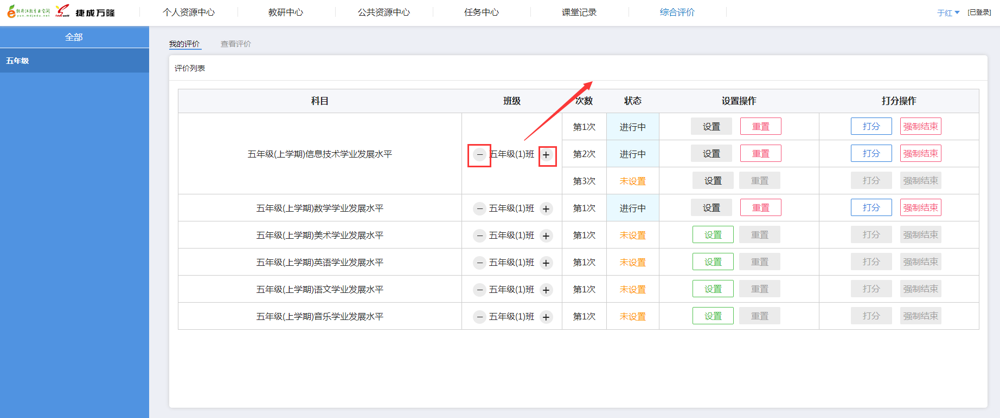 牡丹江教育云空间
yun.mdjedu.net
Future world
捷成万隆
个人资源中心
教研中心
公共资源中心
任务中心
课堂记录
综合评价
于红
[已登录]
全部
五年级
我的评价
查看评价
评价列表
科目 班级 次数 状态 设置操作 打分操作
五年级(上学期)信息技术学业发展水平 五年级(1)班
第1次 进行中 设置 重置 打分 强制结束
第2次 进行中 设置 重置 打分 强制结束
第3次 未设置 设置 重置 打分 强制结束
五年级(上学期)数学学业发展水平 五年级(1)班 第1次 进行中 设置 重置 打分 强制结束
五年级(上学期)美术学业发展水平 五年级(1)班 第1次 未设置 设置 重置 打分 强制结束
五年级(上学期)英语学业发展水平 五年级(1)班 第1次 未设置 设置 重置 打分 强制结束
五年级(上学期)语文学业发展水平 五年级(1)班 第1次 未设置 设置 重置 打分 强制结束
五年级(上学期)音乐学业发展水平 五年级(1)班 第1次 未设置 设置 重置 打分 强制结束